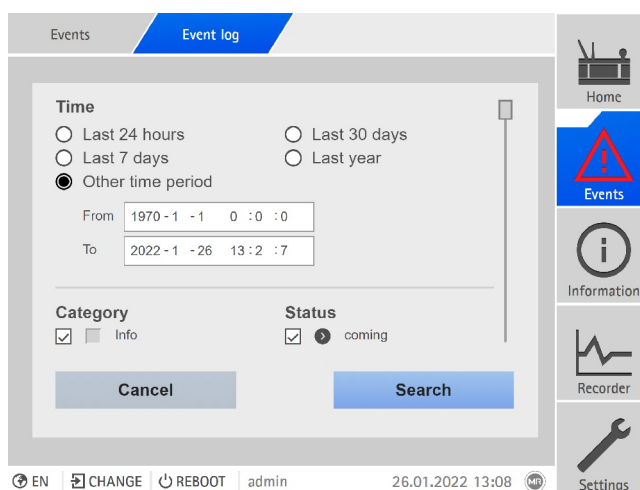 Events
Event log
Home
Time
Last 24 hours
Last 30 days
Last 7 days
Last year
Other time period
From 1970 - 1 - 1 0 : 0 : 0
To 2022 - 1 - 26 13 : 2 : 7
Category
Status
Info
coming
Cancel
Search
Events
Information
Recorder
Settings
EN
CHANGE
REBOOT
admin
26.01.2022 13:08
MR